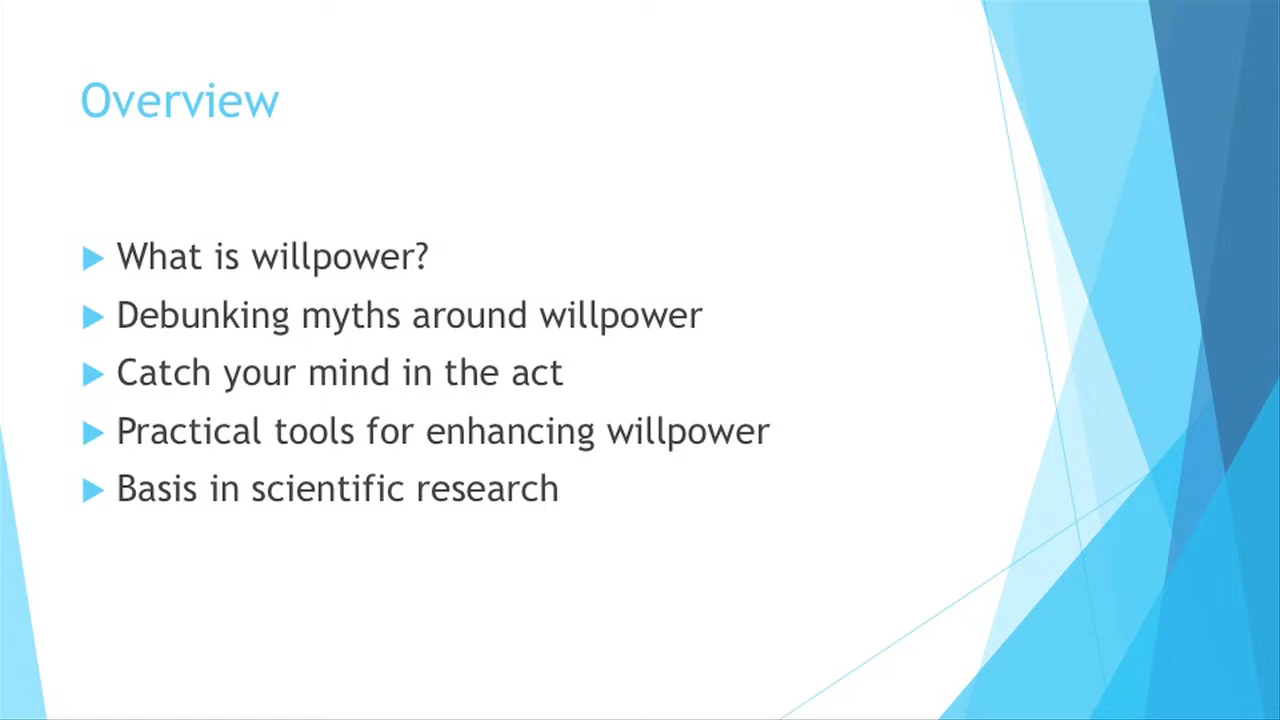 Overview
What is willpower?
Debunking myths around willpower
Catch your mind in the act
Practical tools for enhancing willpower
Basis in scientific research